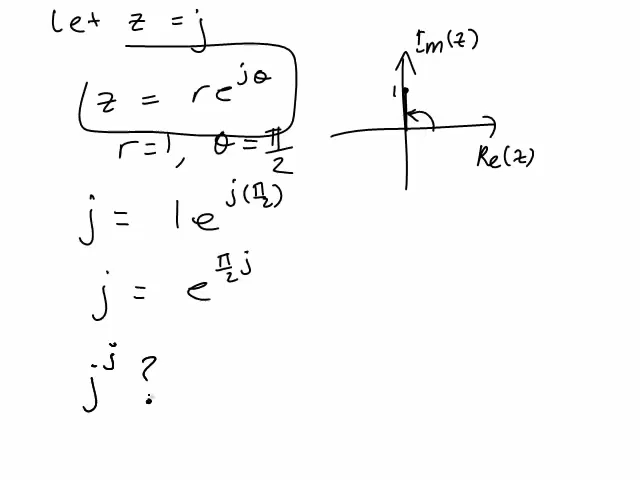 let z = j
z = re^{jθ}
r=1, θ=π/2
j = 1e^{j(π/2)}
j = e^{π/2 j}
j^j ?
Im(z)
1
Re(z)